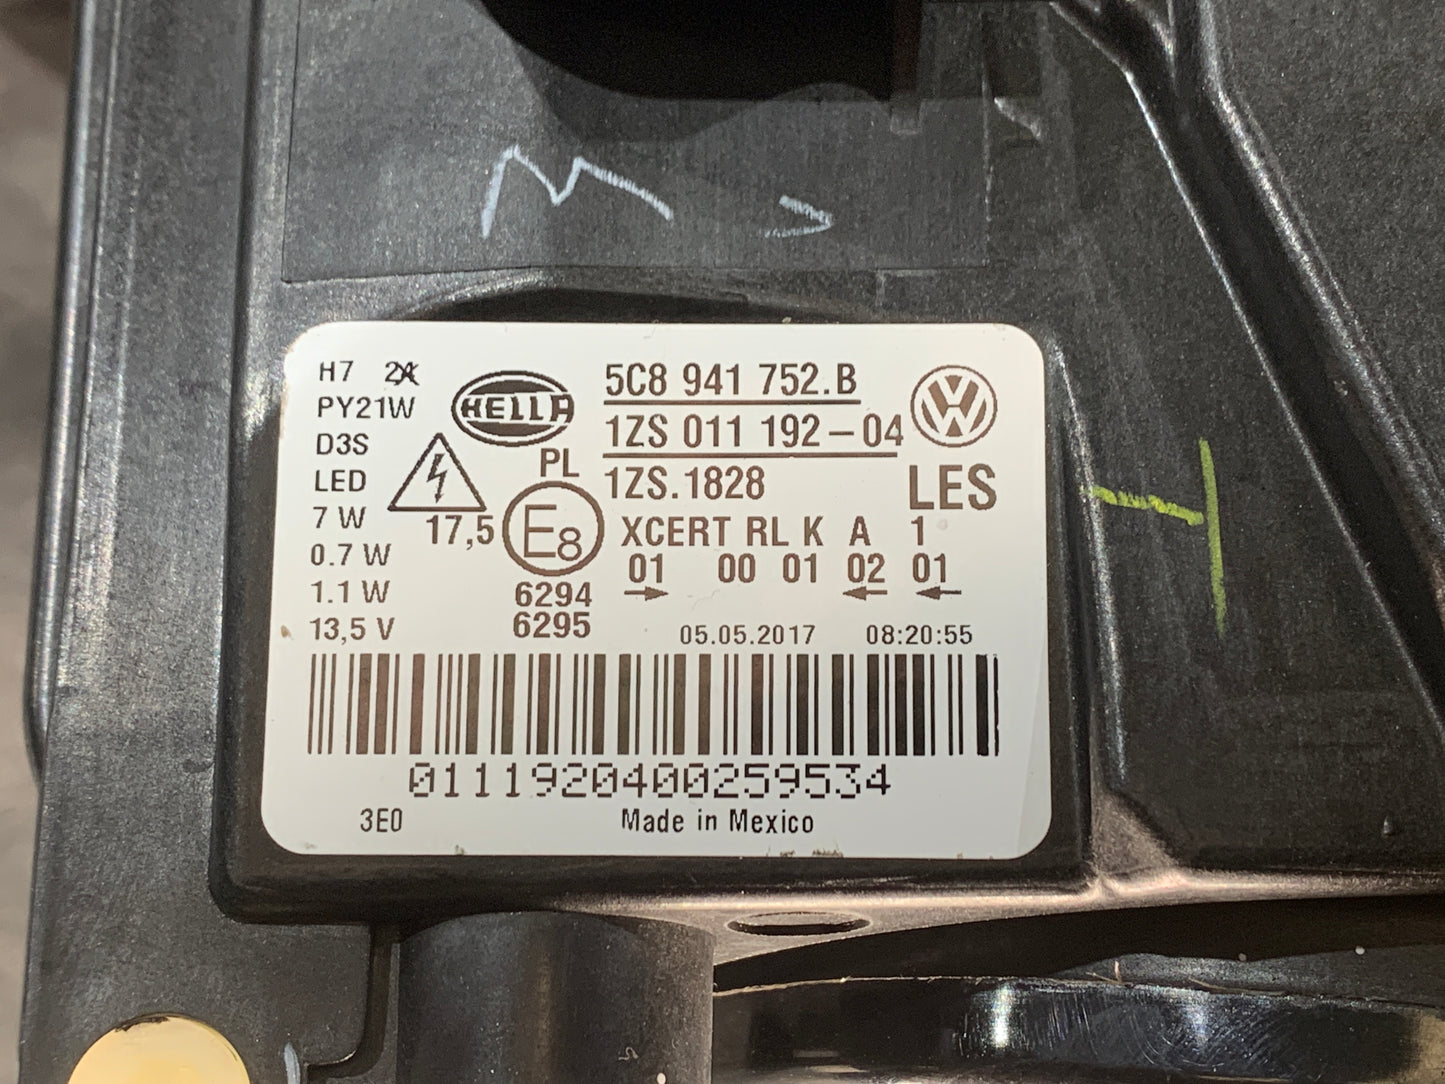 H7 2x
PY21W
D3S
LED
7 W
0.7 W
1.1 W
13,5 V
HELLA
5C8 941 752.B
1ZS 011 192-04
PL
1ZS.1828
LES
17,5
E8
XCERT RL K A 1
01 00 01 02 01
→ ← ←
6294
6295
05.05.2017 08:20:55
0111920400259534
3E0
Made in Mexico